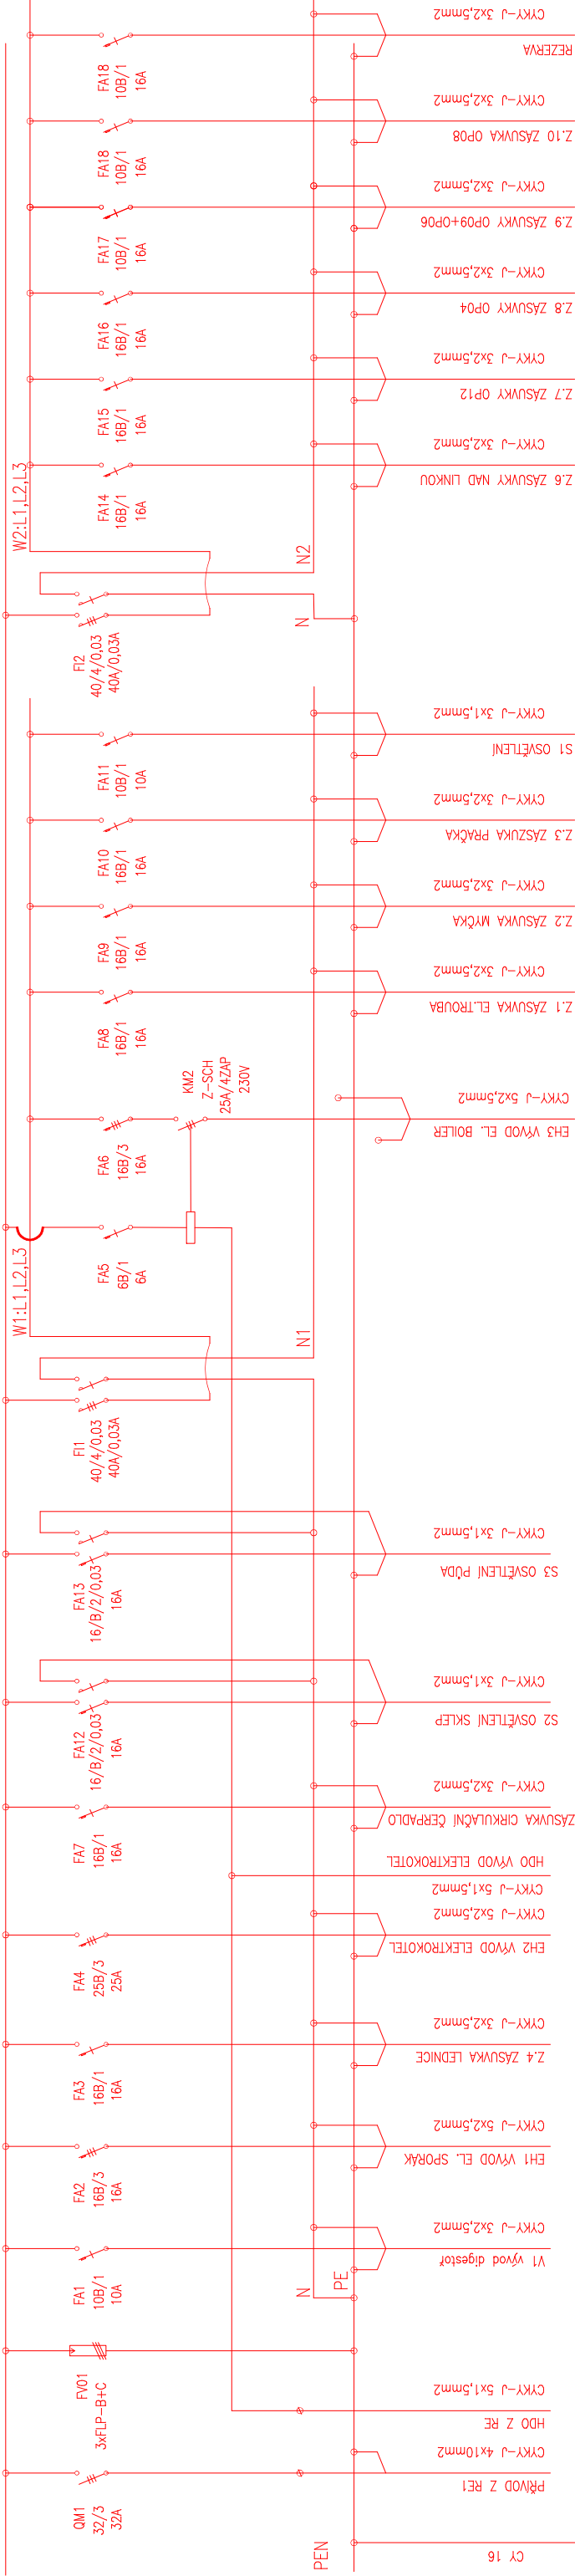 CYKY-J 3x2,5mm2
REZERVA
FA18
10B/1
16A
CYKY-J 3x2,5mm2
Z.10 ZÁSUVKA OP08
FA18
10B/1
16A
CYKY-J 3x2,5mm2
Z.9 ZÁSUVKY OP09+OP06
FA17
10B/1
16A
CYKY-J 3x2,5mm2
Z.8 ZÁSUVKY OP04
FA16
16B/1
16A
CYKY-J 3x2,5mm2
Z.7 ZÁSUVKY OP12
FA15
16B/1
16A
CYKY-J 3x2,5mm2
Z.6 ZÁSUVKY NAD LINKOU
FA14
16B/1
16A
W2:L1,L2,L3
N2
N
FI2
40/4/0,03
40A/0,03A
CYKY-J 3x1,5mm2
S1 OSVĚTLENÍ
FA11
10B/1
10A
CYKY-J 3x2,5mm2
Z.3 ZÁSZUKA PRAČKA
FA10
16B/1
16A
CYKY-J 3x2,5mm2
Z.2 ZÁSUVKA MYČKA
FA9
16B/1
16A
CYKY-J 3x2,5mm2
Z.1 ZÁSUVKA EL.TROUBA
FA8
16B/1
16A
KM2
Z-SCH
25A/4ZAP
230V
CYKY-J 5x2,5mm2
EH3 VÝVOD EL. BOILER
FA6
16B/3
16A
FA5
6B/1
6A
W1:L1,L2,L3
N1
FI1
40/4/0,03
40A/0,03A
CYKY-J 3x1,5mm2
S3 OSVĚTLENÍ PŮDA
FA13
16/B/2/0,03
16A
CYKY-J 3x1,5mm2
S2 OSVĚTLENÍ SKLEP
FA12
16/B/2/0,03
16A
CYKY-J 3x2,5mm2
ZÁSUVKA CIRKULAČNÍ ČERPADLO
FA7
16B/1
16A
HDO VÝVOD ELEKTROKOTEL
CYKY-J 5x1,5mm2
CYKY-J 5x2,5mm2
EH2 VÝVOD ELEKTROKOTEL
FA4
25B/3
25A
CYKY-J 3x2,5mm2
Z.4 ZÁSUVKA LEDNICE
FA3
16B/1
16A
CYKY-J 5x2,5mm2
EH1 VÝVOD EL. SPORÁK
FA2
16B/3
16A
CYKY-J 3x2,5mm2
V1 vývod digestoř
FA1
10B/1
10A
N
PE
FV01
3xFLP-B+C
CYKY-J 5x1,5mm2
HDO Z RE
CYKY-J 4x10mm2
PŘÍVOD Z RE1
QM1
32/3
32A
PEN
CY 16